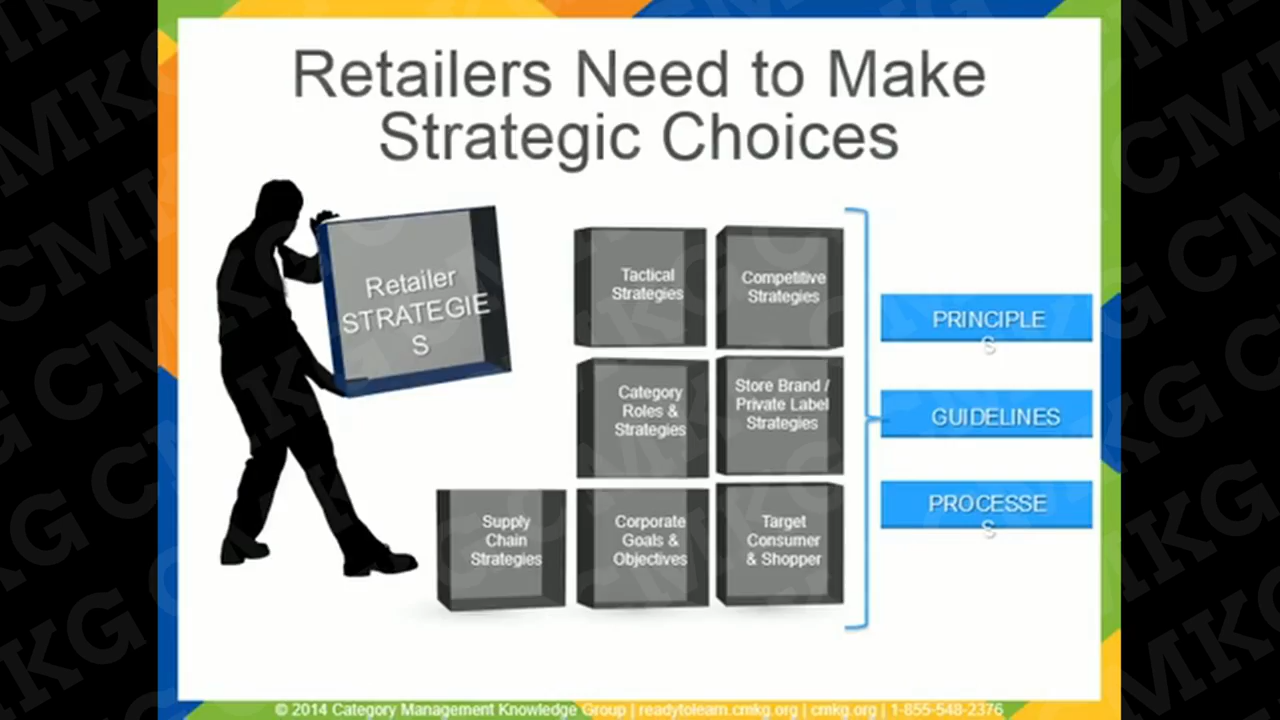 Retailers Need to Make
Strategic Choices
Retailer
STRATEGIE
S
Tactical
Strategies
Competitive
Strategies
Category
Roles &
Strategies
Store Brand /
Private Label
Strategies
Supply
Chain
Strategies
Corporate
Goals &
Objectives
Target
Consumer
& Shopper
PRINCIPLE
S
GUIDELINES
PROCESSE
S
© 2014 Category Management Knowledge Group | readytolearn.cmkg.org | cmkg.org | 1-855-548-2376
CMKG